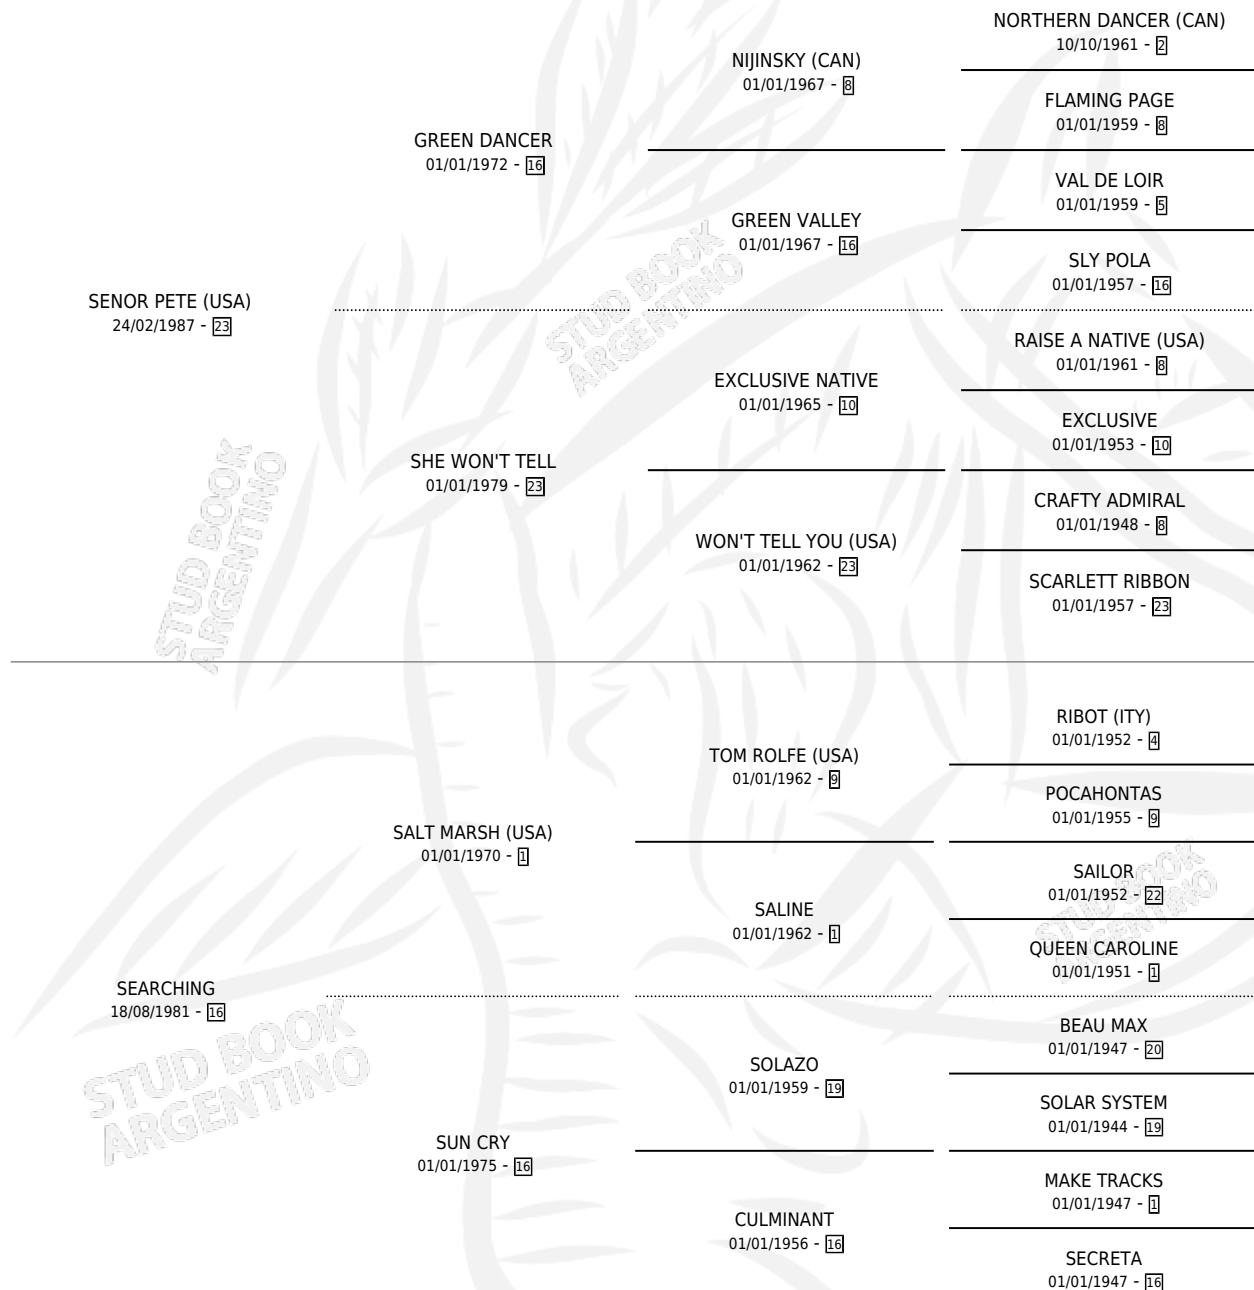 NORTHERN DANCER (CAN)
10/10/1961 - 2
NIJINSKY (CAN)
01/01/1967 - 8
FLAMING PAGE
01/01/1959 - 8
GREEN DANCER
01/01/1972 - 16
VAL DE LOIR
01/01/1959 - 5
GREEN VALLEY
01/01/1967 - 16
SLY POLA
01/01/1957 - 16
SENOR PETE (USA)
24/02/1987 - 23
RAISE A NATIVE (USA)
01/01/1961 - 8
EXCLUSIVE NATIVE
01/01/1965 - 10
EXCLUSIVE
01/01/1953 - 10
SHE WON'T TELL
01/01/1979 - 23
CRAFTY ADMIRAL
01/01/1948 - 8
WON'T TELL YOU (USA)
01/01/1962 - 23
SCARLETT RIBBON
01/01/1957 - 23
RIBOT (ITY)
01/01/1952 - 4
TOM ROLFE (USA)
01/01/1962 - 9
POCAHONTAS
01/01/1955 - 9
SALT MARSH (USA)
01/01/1970 - 1
SAILOR
01/01/1952 - 22
SALINE
01/01/1962 - 1
QUEEN CAROLINE
01/01/1951 - 1
SEARCHING
18/08/1981 - 16
BEAU MAX
01/01/1947 - 20
SOLAZO
01/01/1959 - 19
SOLAR SYSTEM
01/01/1944 - 19
SUN CRY
01/01/1975 - 16
MAKE TRACKS
01/01/1947 - 1
CULMINANT
01/01/1956 - 16
SECRETA
01/01/1947 - 16
STUD BOOK
ARGENTINO
STUD BOOK
ARGENTINO
STUD BOOK
ARGENTINO
STUD BOOK
ARGENTINO